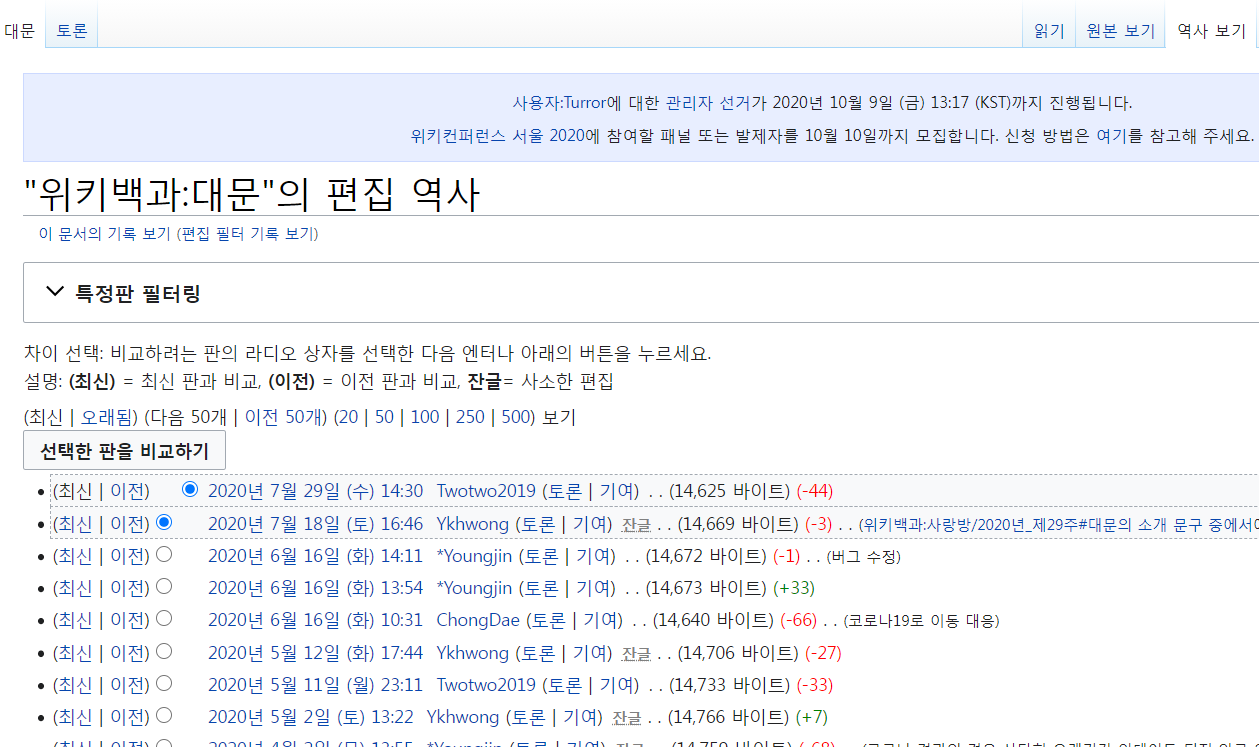 대문 토론 읽기 원본 보기 역사 보기
사용자:Turror에 대한 관리자 선거가 2020년 10월 9일 (금) 13:17 (KST)까지 진행됩니다.
위키컨퍼런스 서울 2020에 참여할 패널 또는 발제자를 10월 10일까지 모집합니다. 신청 방법은 여기를 참고해 주세요.
"위키백과:대문"의 편집 역사
이 문서의 기록 보기 (편집 필터 기록 보기)
특정판 필터링
차이 선택: 비교하려는 판의 라디오 상자를 선택한 다음 엔터나 아래의 버튼을 누르세요.
설명: (최신) = 최신 판과 비교, (이전) = 이전 판과 비교, 잔글= 사소한 편집
(최신 | 오래됨) (다음 50개 | 이전 50개) (20 | 50 | 100 | 250 | 500) 보기
선택한 판을 비교하기
(최신 | 이전) 2020년 7월 29일 (수) 14:30 Twotwo2019 (토론 | 기여) . . (14,625 바이트) (-44)
(최신 | 이전) 2020년 7월 18일 (토) 16:46 Ykhwong (토론 | 기여) 잔글 . . (14,669 바이트) (-3) . . (위키백과:사랑방/2020년_제29주#대문의 소개 문구 중에서
(최신 | 이전) 2020년 6월 16일 (화) 14:11 *Youngjin (토론 | 기여) . . (14,672 바이트) (-1) . . (버그 수정)
(최신 | 이전) 2020년 6월 16일 (화) 13:54 *Youngjin (토론 | 기여) . . (14,673 바이트) (+33)
(최신 | 이전) 2020년 6월 16일 (화) 10:31 ChongDae (토론 | 기여) . . (14,640 바이트) (-66) . . (코로나19로 이동 대응)
(최신 | 이전) 2020년 5월 12일 (화) 17:44 Ykhwong (토론 | 기여) 잔글 . . (14,706 바이트) (-27)
(최신 | 이전) 2020년 5월 11일 (월) 23:11 Twotwo2019 (토론 | 기여) . . (14,733 바이트) (-33)
(최신 | 이전) 2020년 5월 2일 (토) 13:22 Ykhwong (토론 | 기여) 잔글 . . (14,766 바이트) (+7)